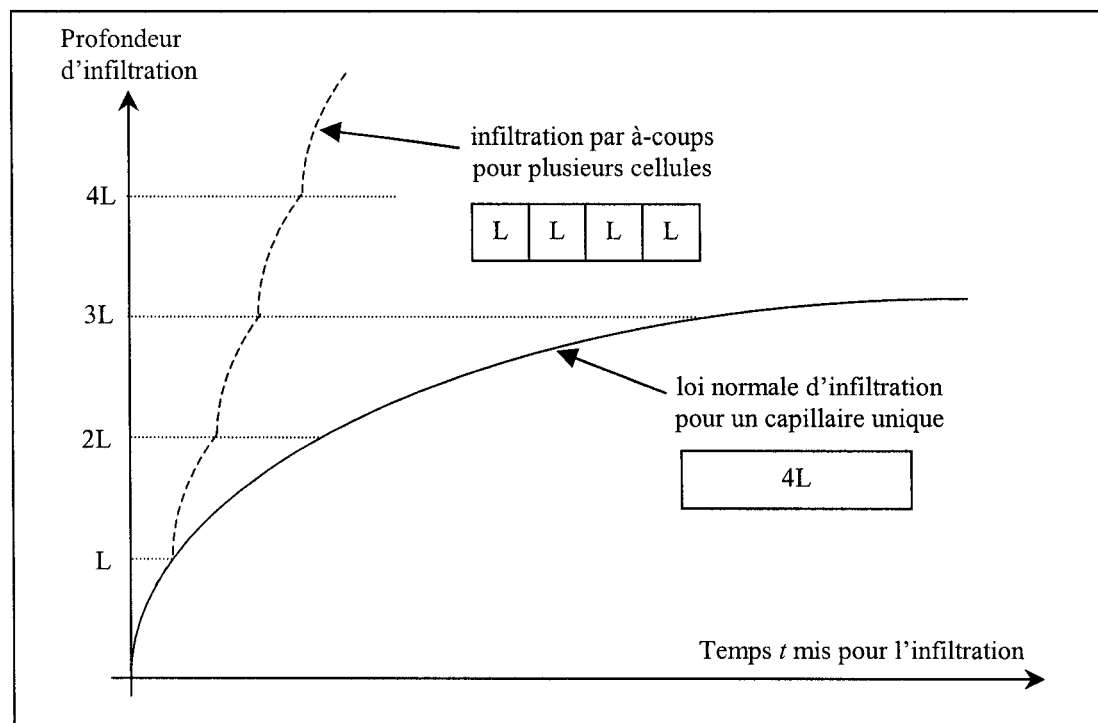 Profondeur
d'infiltration
infiltration par à-coups
pour plusieurs cellules
4L
L L L L
3L
loi normale d'infiltration
pour un capillaire unique
2L
4L
L
Temps t mis pour l'infiltration